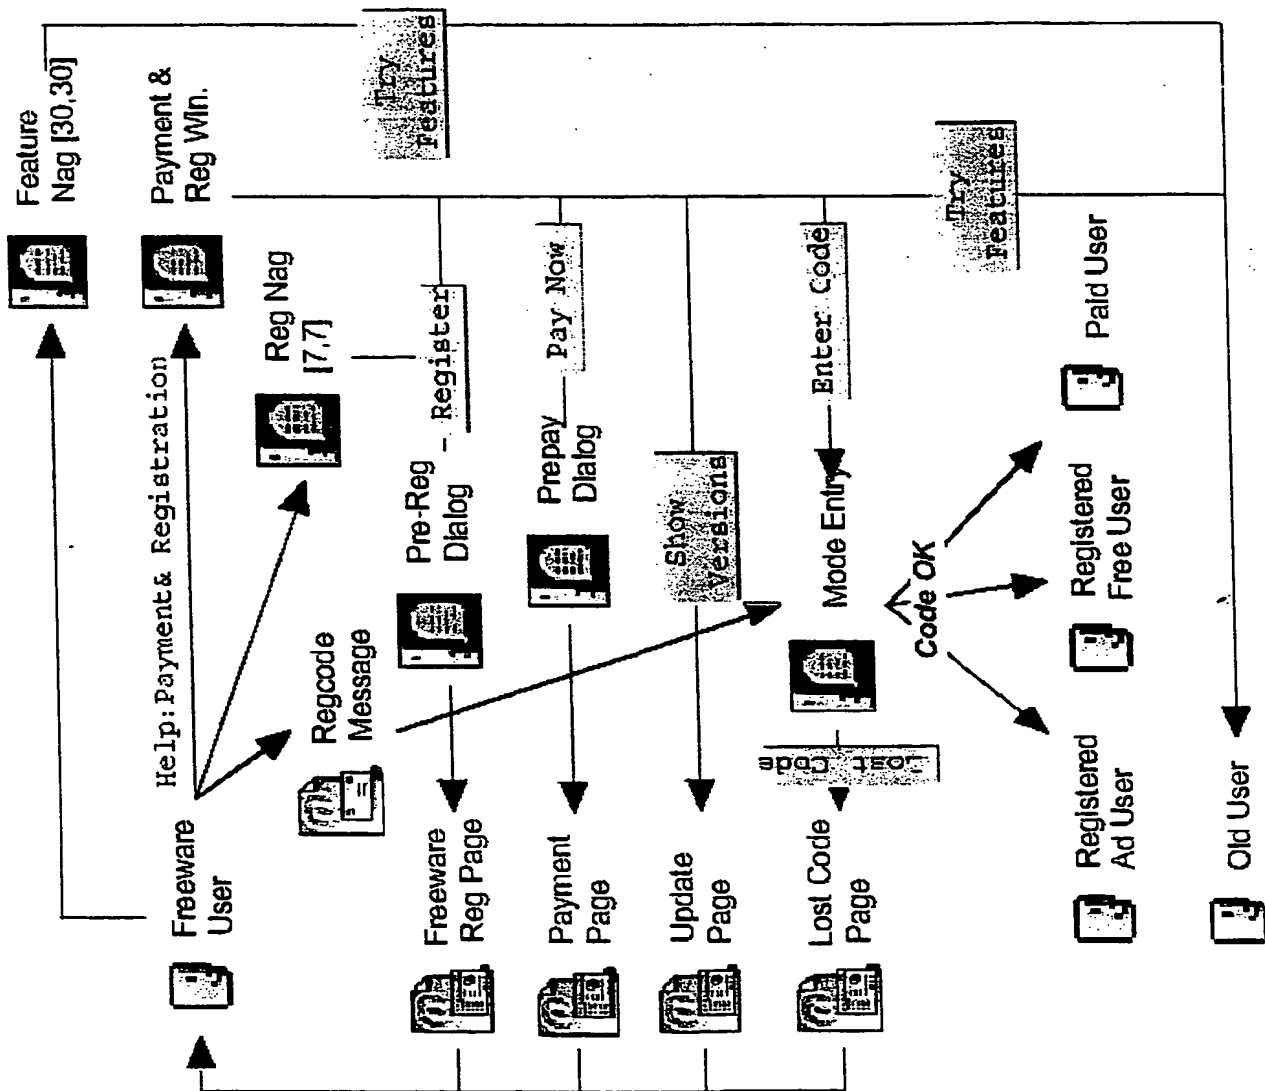 Feature
Nag [30,30]
Payment &
Reg Win.
Help:Payment& Registration
Freeware
User
Reg Nag
[7,7]
Regcode
Message
Try
Features
Pre-Reg
Dialog
Register
Freeware
Reg Page
Prepay
Dialog
Pay Now
Payment
Page
Show
Versions
Update
Page
Enter Code
Mode Entry
Lost Code
Lost Code
Page
Try
Features
Code OK
Paid User
Registered
Free User
Registered
Ad User
Old User